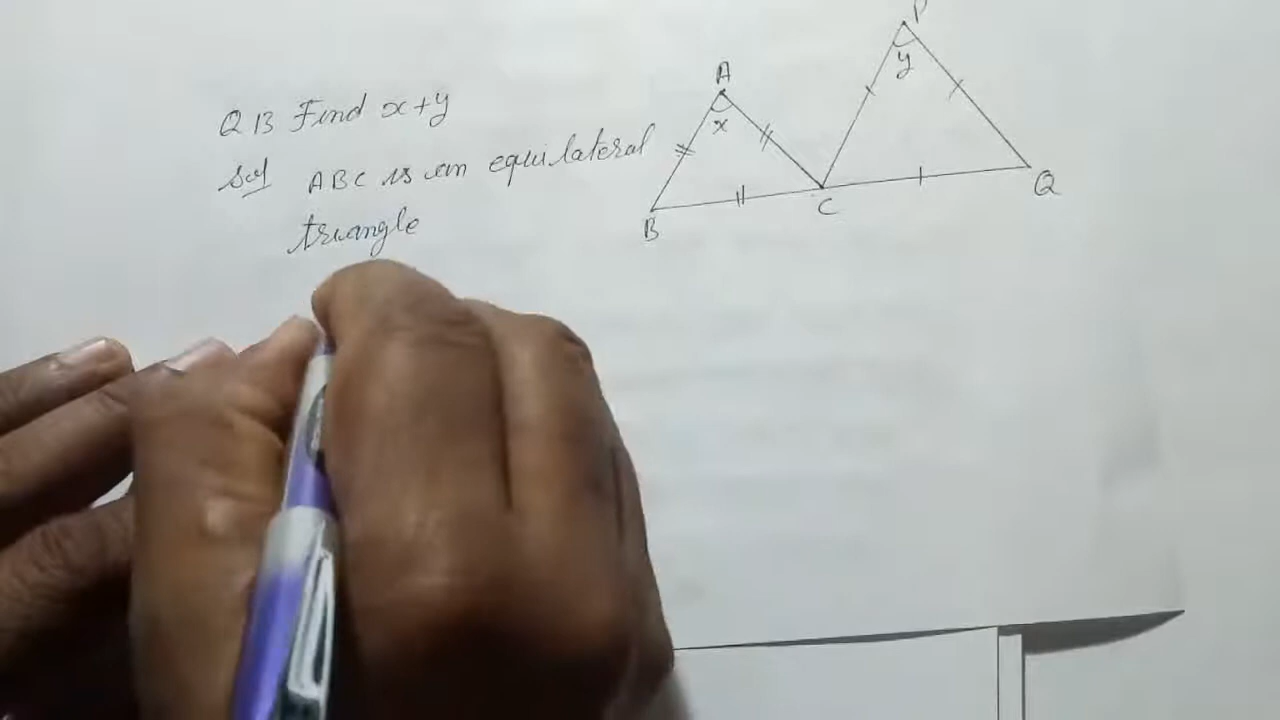 Q 13 Find x+y
Sol ABC is an equilateral
triangle
A
x
B
C
P
y
Q